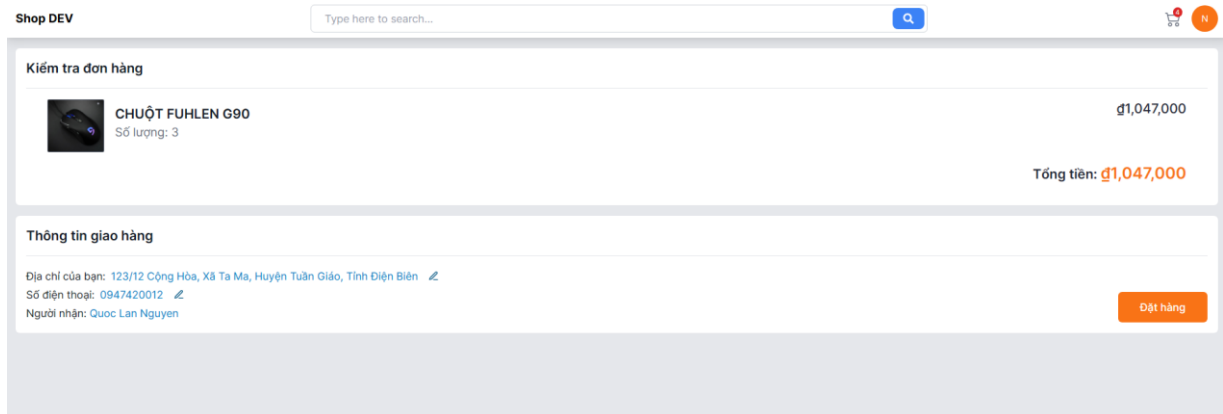 Shop DEV
Type here to search...
4
N
Kiểm tra đơn hàng
CHUỘT FUHLEN G90
₫1,047,000
Số lượng: 3
Tổng tiền: ₫1,047,000
Thông tin giao hàng
Địa chỉ của bạn: 123/12 Cộng Hòa, Xã Ta Ma, Huyện Tuần Giáo, Tỉnh Điện Biên
Số điện thoại: 0947420012
Người nhận: Quoc Lan Nguyen
Đặt hàng